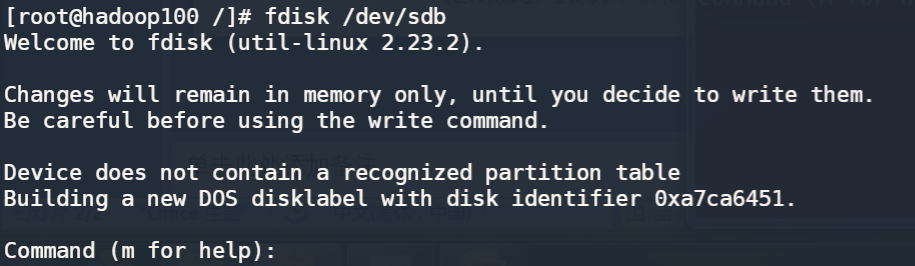 [root@hadoop100 /]# fdisk /dev/sdb
Welcome to fdisk (util-linux 2.23.2).
Changes will remain in memory only, until you decide to write them.
Be careful before using the write command.
Device does not contain a recognized partition table
Building a new DOS disklabel with disk identifier 0xa7ca6451.
Command (m for help):